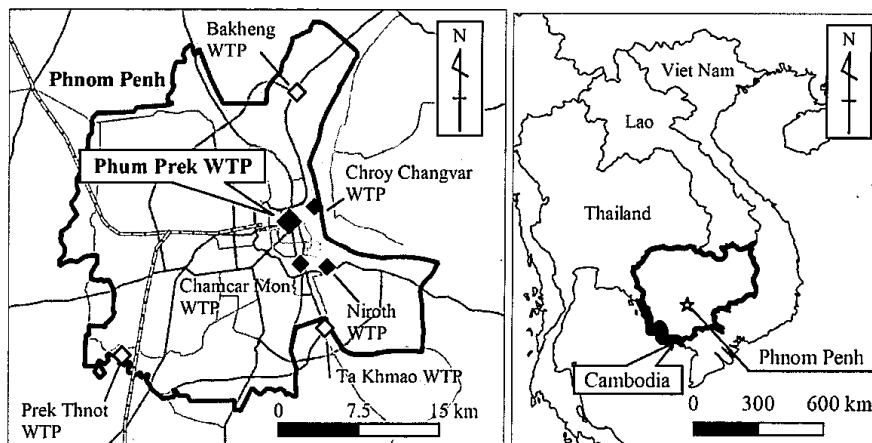 Bakheng
WTP
N
Phnom Penh
Phum Prek WTP
Chroy Changvar
WTP
Chamcar Mon
WTP
Niroth
WTP
Ta Khmao WTP
Prek Thnot
WTP
0
7.5
15 km
N
Viet Nam
Lao
Thailand
Phnom Penh
Cambodia
0
300
600 km